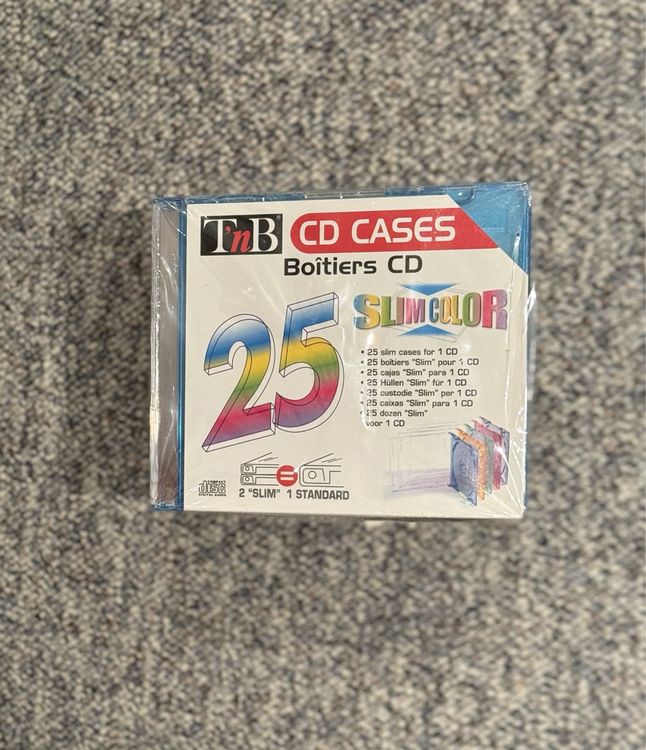 T'nB® CD CASES
Boîtiers CD
25
SLIMCOLOR
• 25 slim cases for 1 CD
• 25 boîtiers "Slim" pour 1 CD
• 25 cajas "Slim" para 1 CD
• 25 Hüllen "Slim" für 1 CD
• 25 custodie "Slim" per 1 CD
• 25 caixas "Slim" para 1 CD
• 25 dozen "Slim"
voor 1 CD
COMPACT
disc
DIGITAL AUDIO
2 "SLIM" = 1 STANDARD